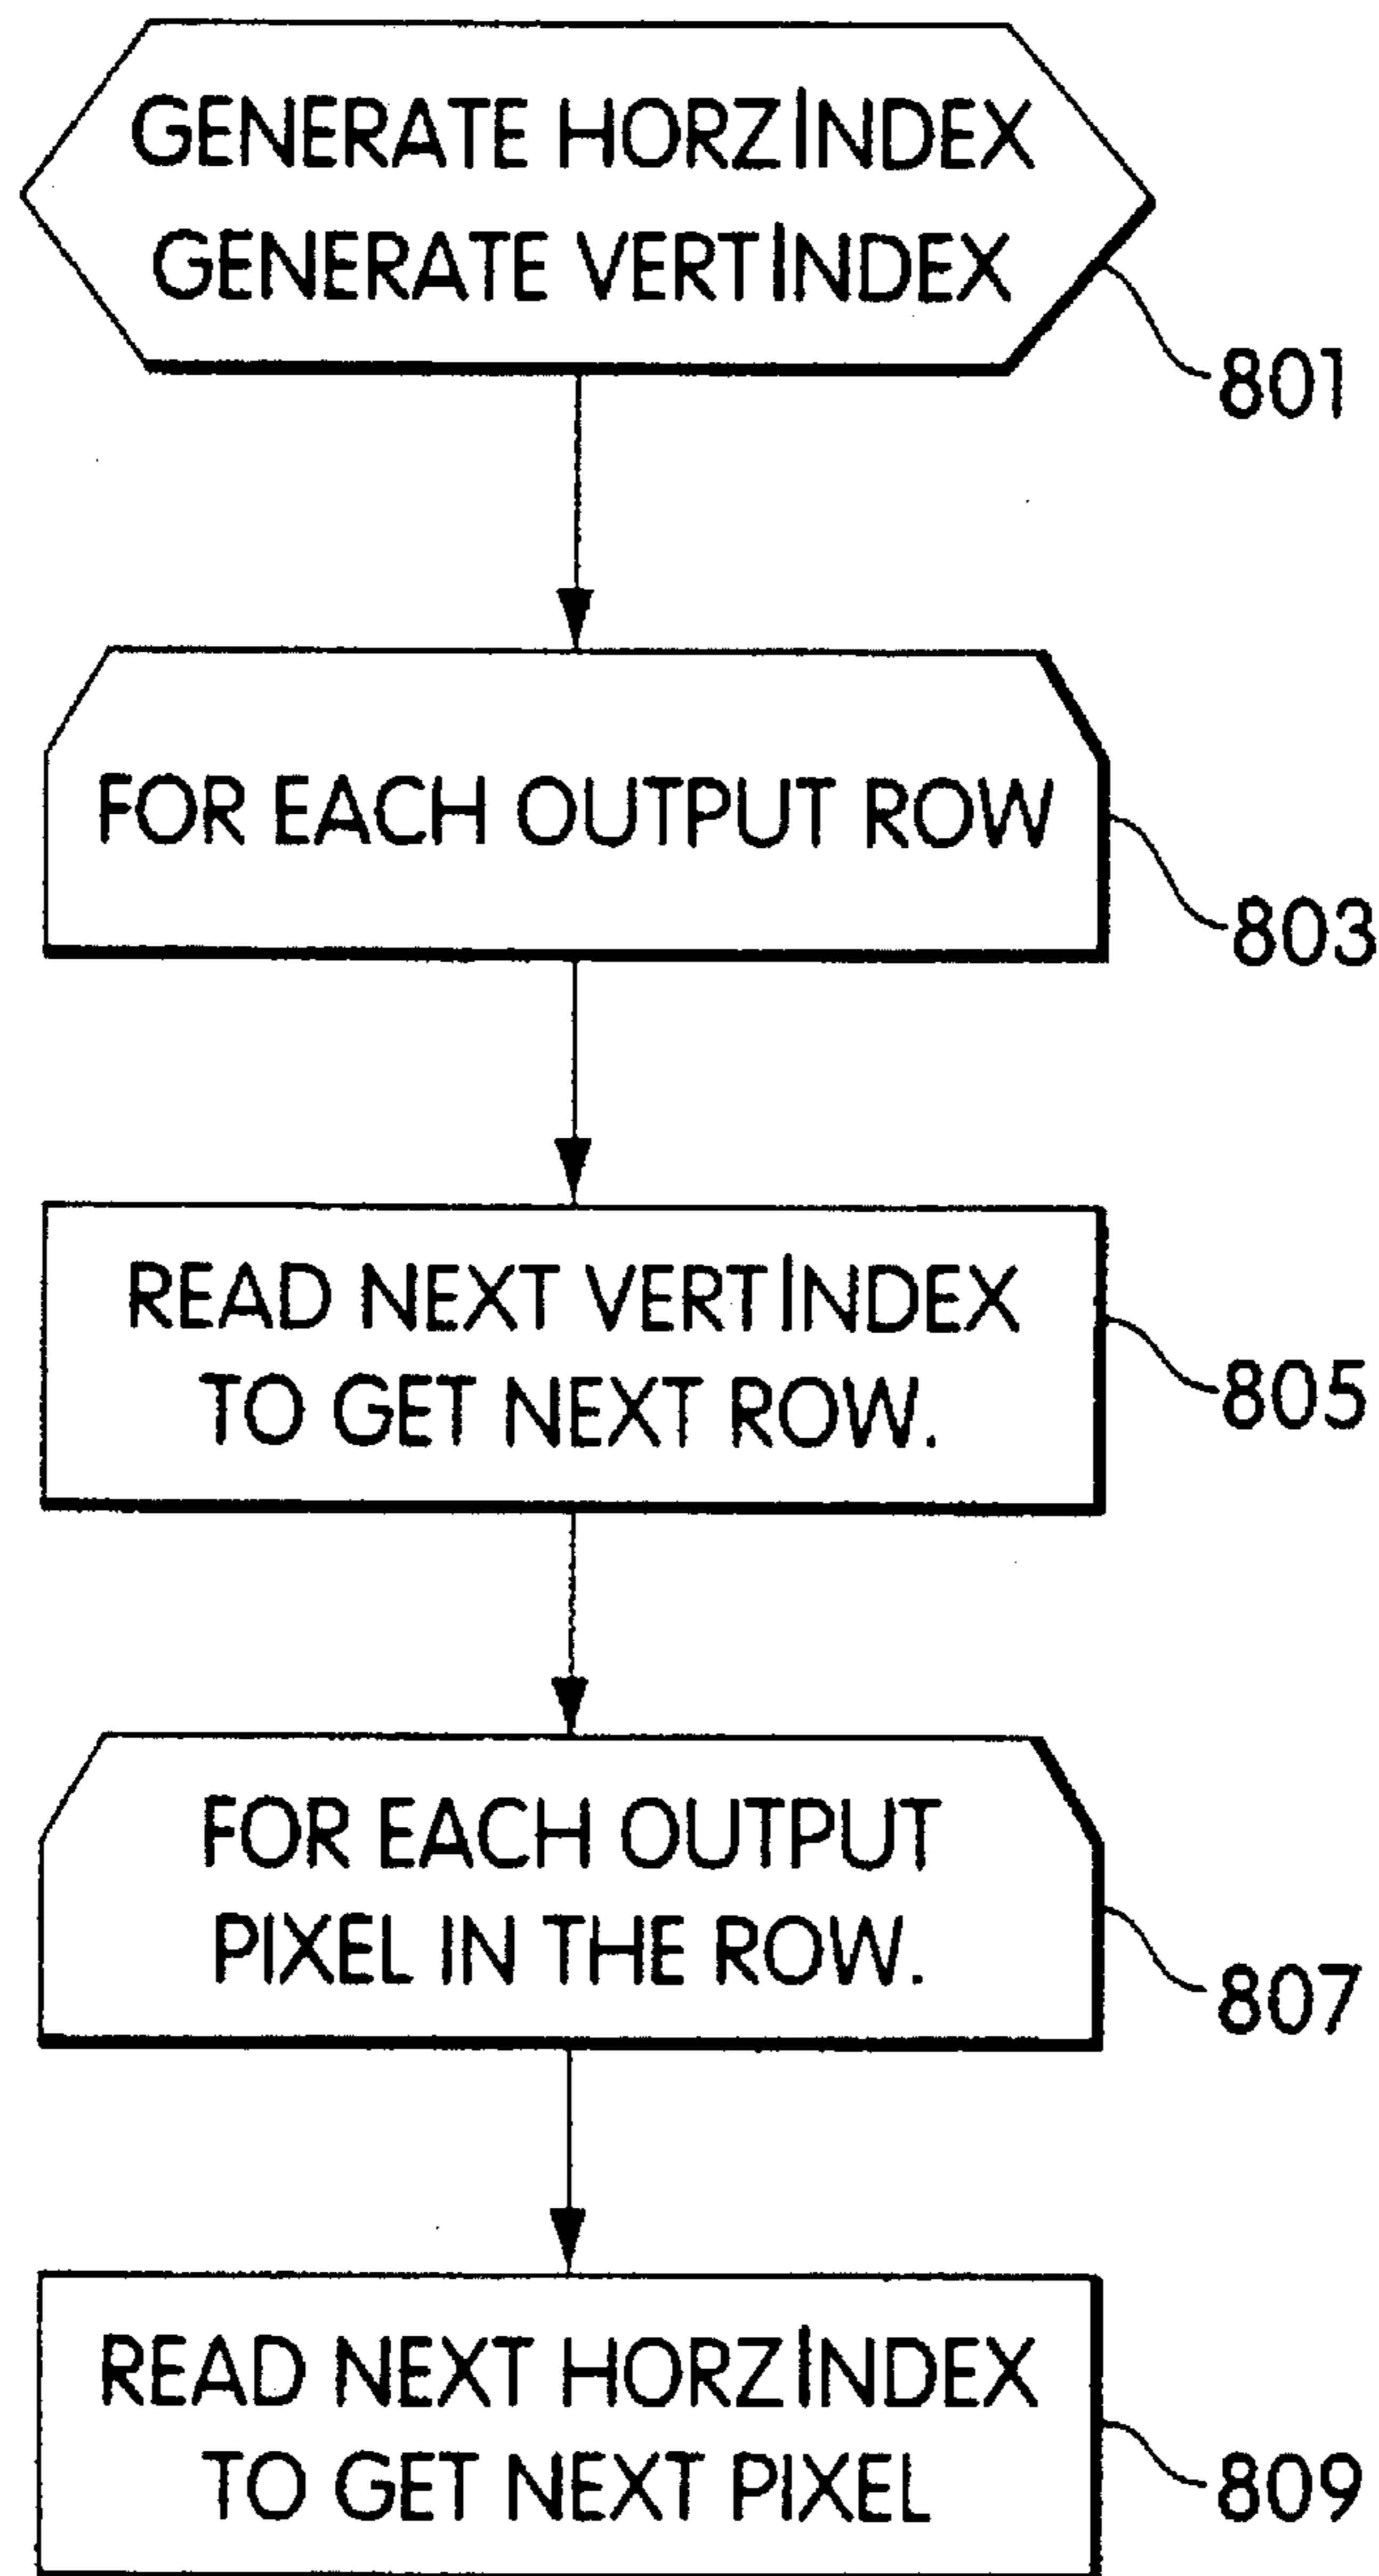 GENERATE HORZINDEX
GENERATE VERTINDEX
801
FOR EACH OUTPUT ROW
803
READ NEXT VERTINDEX
TO GET NEXT ROW.
805
FOR EACH OUTPUT
PIXEL IN THE ROW.
807
READ NEXT HORZINDEX
TO GET NEXT PIXEL
809